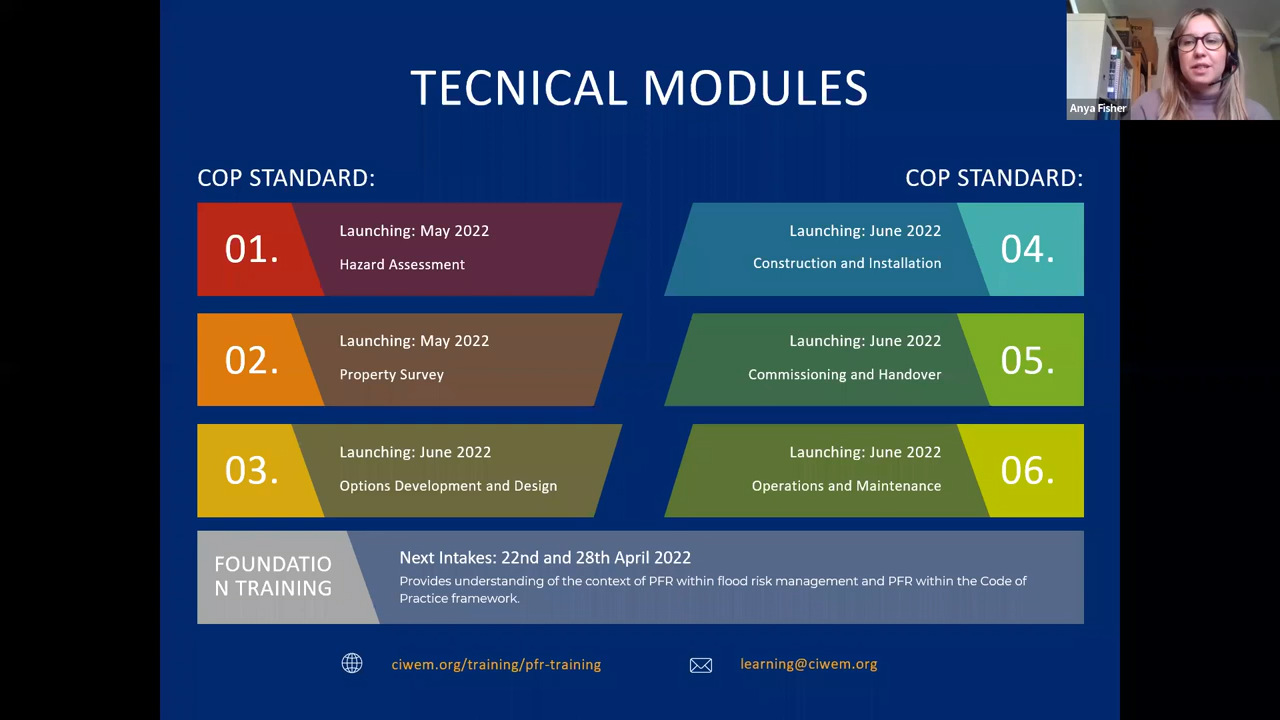 TECNICAL MODULES
Anya Fisher
COP STANDARD:
01.
Launching: May 2022
Hazard Assessment
02.
Launching: May 2022
Property Survey
03.
Launching: June 2022
Options Development and Design
COP STANDARD:
Launching: June 2022
Construction and Installation
04.
Launching: June 2022
Commissioning and Handover
05.
Launching: June 2022
Operations and Maintenance
06.
FOUNDATIO
N TRAINING
Next Intakes: 22nd and 28th April 2022
Provides understanding of the context of PFR within flood risk management and PFR within the Code of
Practice framework.
ciwem.org/training/pfr-training
learning@ciwem.org